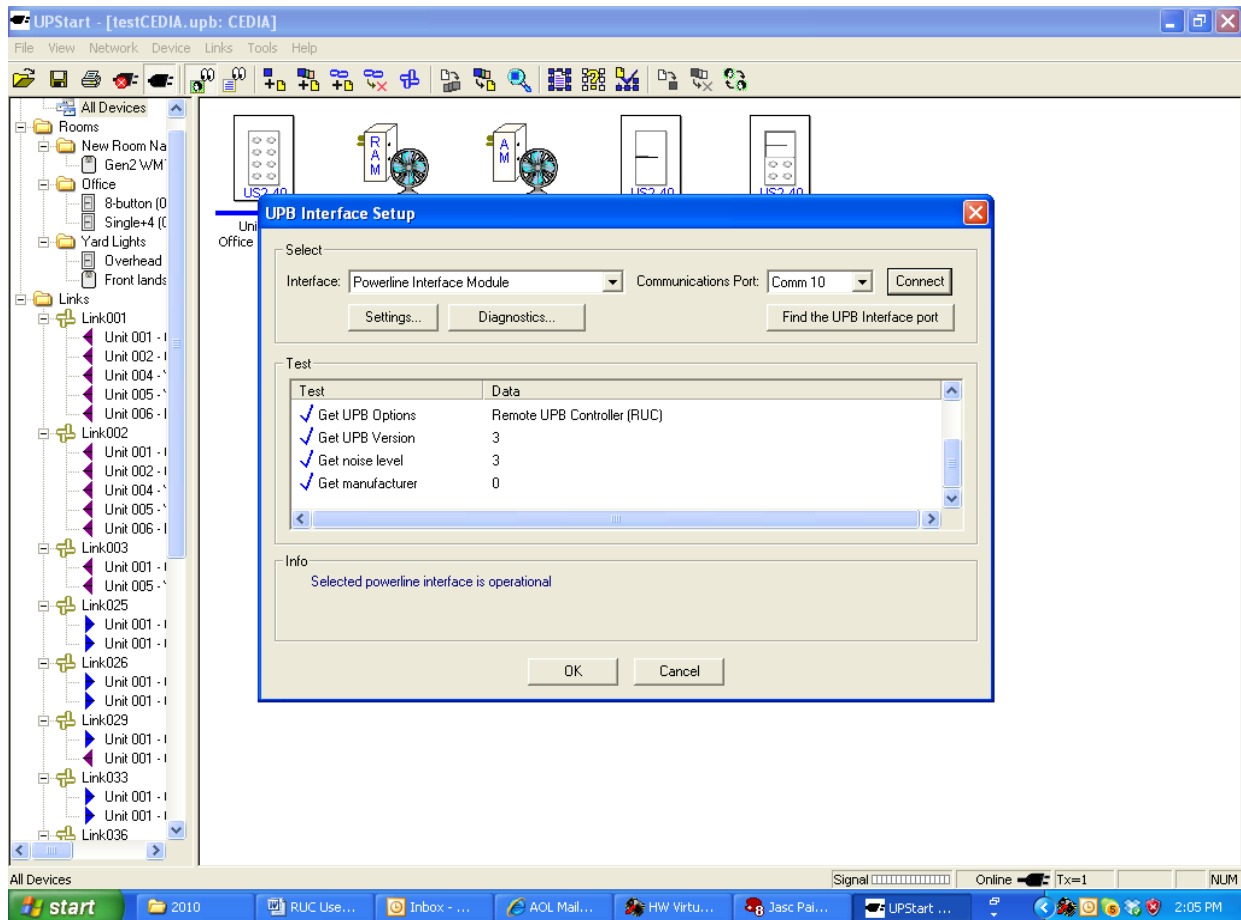 UPStart - [testCEDIA.upb: CEDIA]
File View Network Device Links Tools Help
All Devices
Rooms
New Room Na
Gen2 WM
Office
8-button (0
Single+4 (0
Yard Lights
Overhead
Front lands
Links
Link001
Unit 001 -
Unit 002 -
Unit 004 -
Unit 005 -
Unit 006 -
Link002
Unit 001 -
Unit 002 -
Unit 004 -
Unit 005 -
Unit 006 -
Link003
Unit 001 -
Unit 005 -
Link025
Unit 001 -
Unit 001 -
Link026
Unit 001 -
Unit 001 -
Link029
Unit 001 -
Unit 001 -
Link033
Unit 001 -
Unit 001 -
Link036
RAM
AM
US2-40
US2-40
US2-40
Uni
Office
UPB Interface Setup
Select
Interface: Powerline Interface Module Communications Port: Comm 10 Connect
Settings... Diagnostics... Find the UPB Interface port
Test
Test Data
Get UPB Options Remote UPB Controller (RUC)
Get UPB Version 3
Get noise level 3
Get manufacturer 0
Info
Selected powerline interface is operational
OK Cancel
All Devices Signal Online Tx=1 NUM
start 2010 RUC Use... Inbox - ... AOL Mail... HW Virtu... Jasc Pai... UPStart ... 2:05 PM